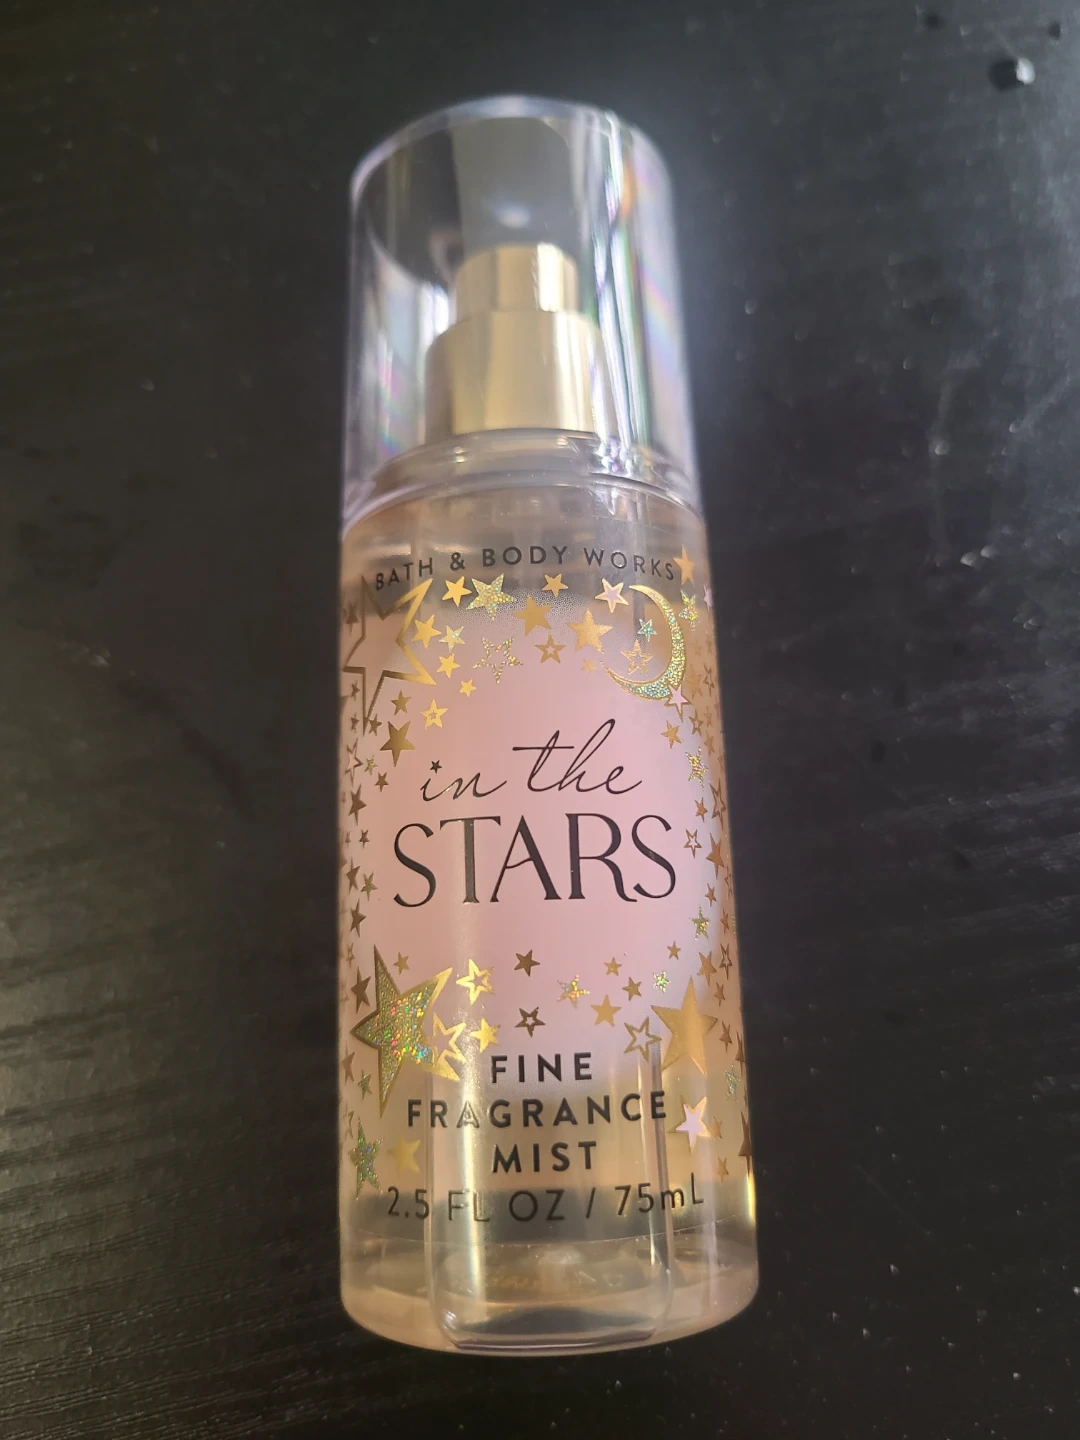 BATH & BODY WORKS
in the
STARS
FINE
FRAGRANCE
MIST
2.5 FL OZ / 75mL